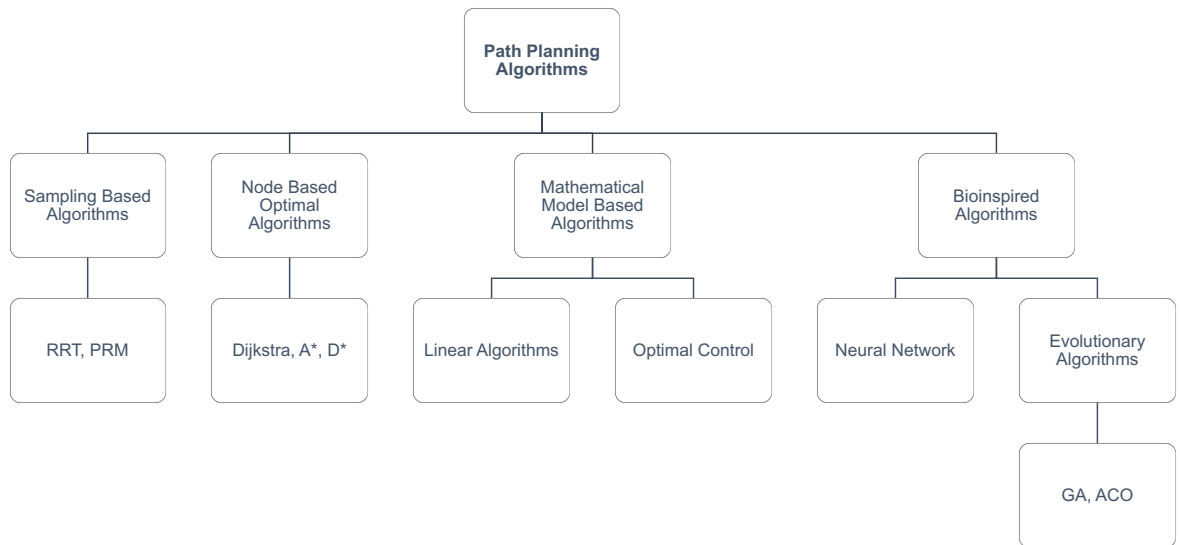 Path Planning
Algorithms
Sampling Based
Algorithms
Node Based
Optimal
Algorithms
Mathematical
Model Based
Algorithms
Bioinspired
Algorithms
RRT, PRM
Dijkstra, A*, D*
Linear Algorithms
Optimal Control
Neural Network
Evolutionary
Algorithms
GA, ACO